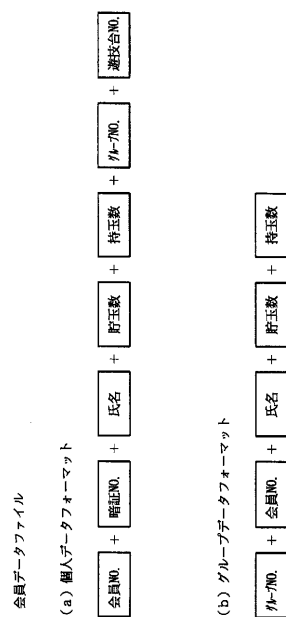 会員データファイル
(a) 個人データフォーマット
会員NO. + 暗証NO. + 氏名 + 貯玉数 + 持玉数 + グループNO. + 遊技台NO.
(b) グループデータフォーマット
グループNO. + 会員NO. + 氏名 + 貯玉数 + 持玉数